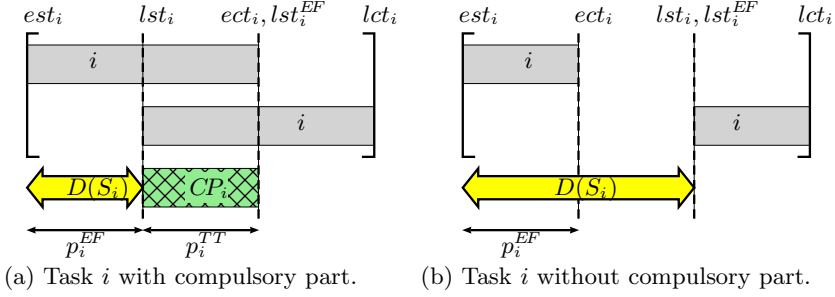 est_i lst_i ect_i, lst_i^{EF} lct_i est_i ect_i lst_i, lst_i^{EF} lct_i
i i
i i
D(S_i) CP_i D(S_i)
p_i^{EF} p_i^{TT} p_i^{EF}
(a) Task i with compulsory part. (b) Task i without compulsory part.